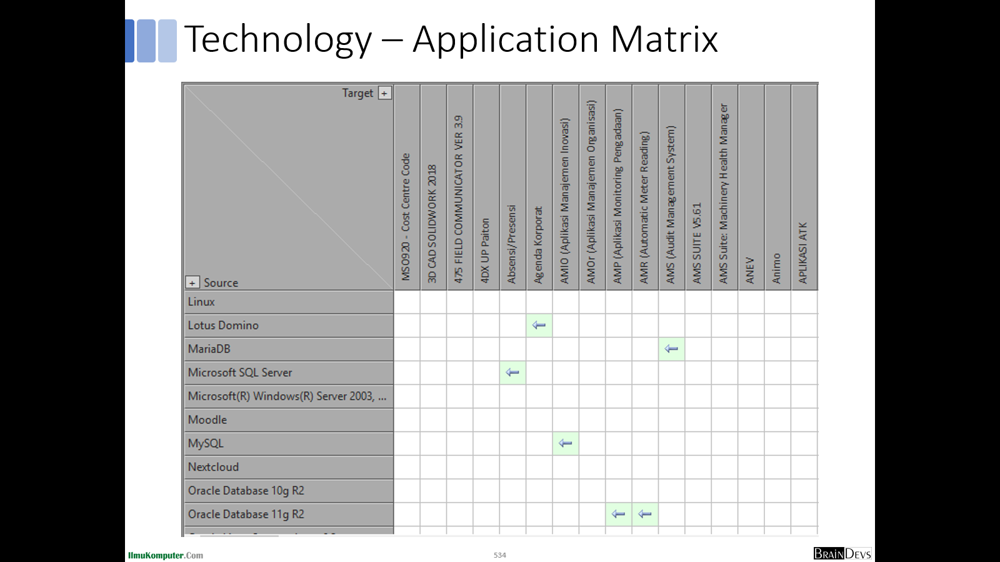 Technology – Application Matrix
Target +
MSO920 - Cost Centre Code
3D CAD SOLIDWORK 2018
475 FIELD COMMUNICATOR VER 3.9
4DX UP Paiton
Absensi/Presensi
Agenda Korporat
AMIO (Aplikasi Manajemen Inovasi)
AMOr (Aplikasi Manajemen Organisasi)
AMP (Aplikasi Monitoring Pengadaan)
AMR (Automatic Meter Reading)
AMS (Audit Management System)
AMS SUITE V5.61
AMS Suite: Machinery Health Manager
ANEV
Animo
APLIKASI ATK
+ Source
Linux
Lotus Domino
MariaDB
Microsoft SQL Server
Microsoft(R) Windows(R) Server 2003, ...
Moodle
MySQL
Nextcloud
Oracle Database 10g R2
Oracle Database 11g R2
IlmuKomputer.Com
534
BRAINDEVS